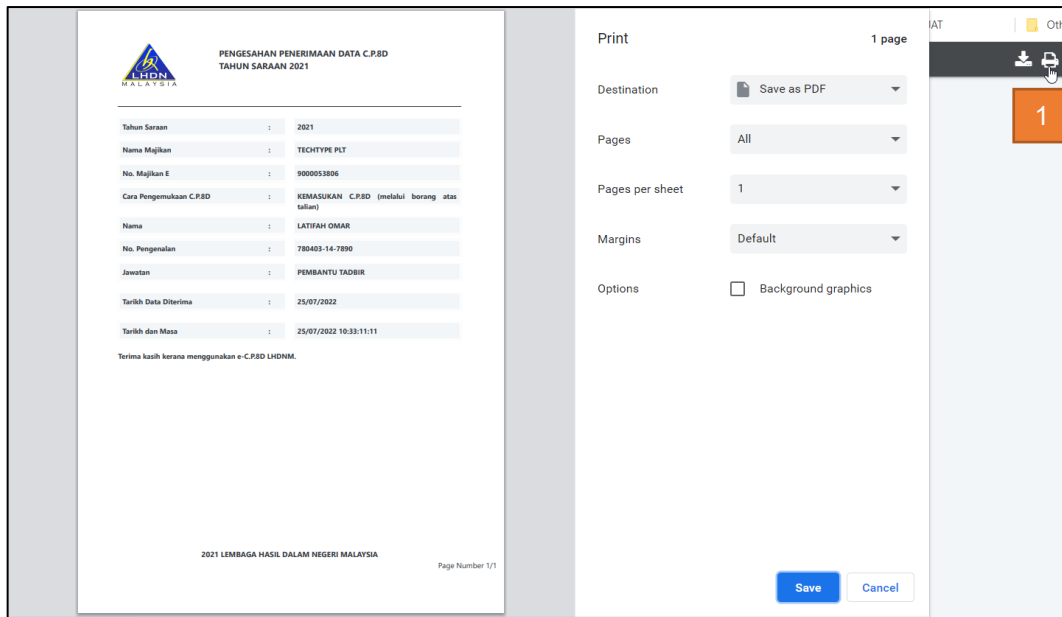 LHDN
MALAYSIA
PENGESAHAN PENERIMAAN DATA C.P.8D
TAHUN SARAAN 2021
Tahun Saraan : 2021
Nama Majikan : TECHTYPE PLT
No. Majikan E : 9000053806
Cara Pengemukaan C.P.8D : KEMASUKAN C.P.8D (melalui borang atas
talian)
Nama : LATIFAH OMAR
No. Pengenalan : 780403-14-7890
Jawatan : PEMBANTU TADBIR
Tarikh Data Diterima : 25/07/2022
Tarikh dan Masa : 25/07/2022 10:33:11:11
Terima kasih kerana menggunakan e-C.P.8D LHDNM.
2021 LEMBAGA HASIL DALAM NEGERI MALAYSIA
Page Number 1/1
Print 1 page
Destination Save as PDF
Pages All
Pages per sheet 1
Margins Default
Options Background graphics
Save Cancel
1